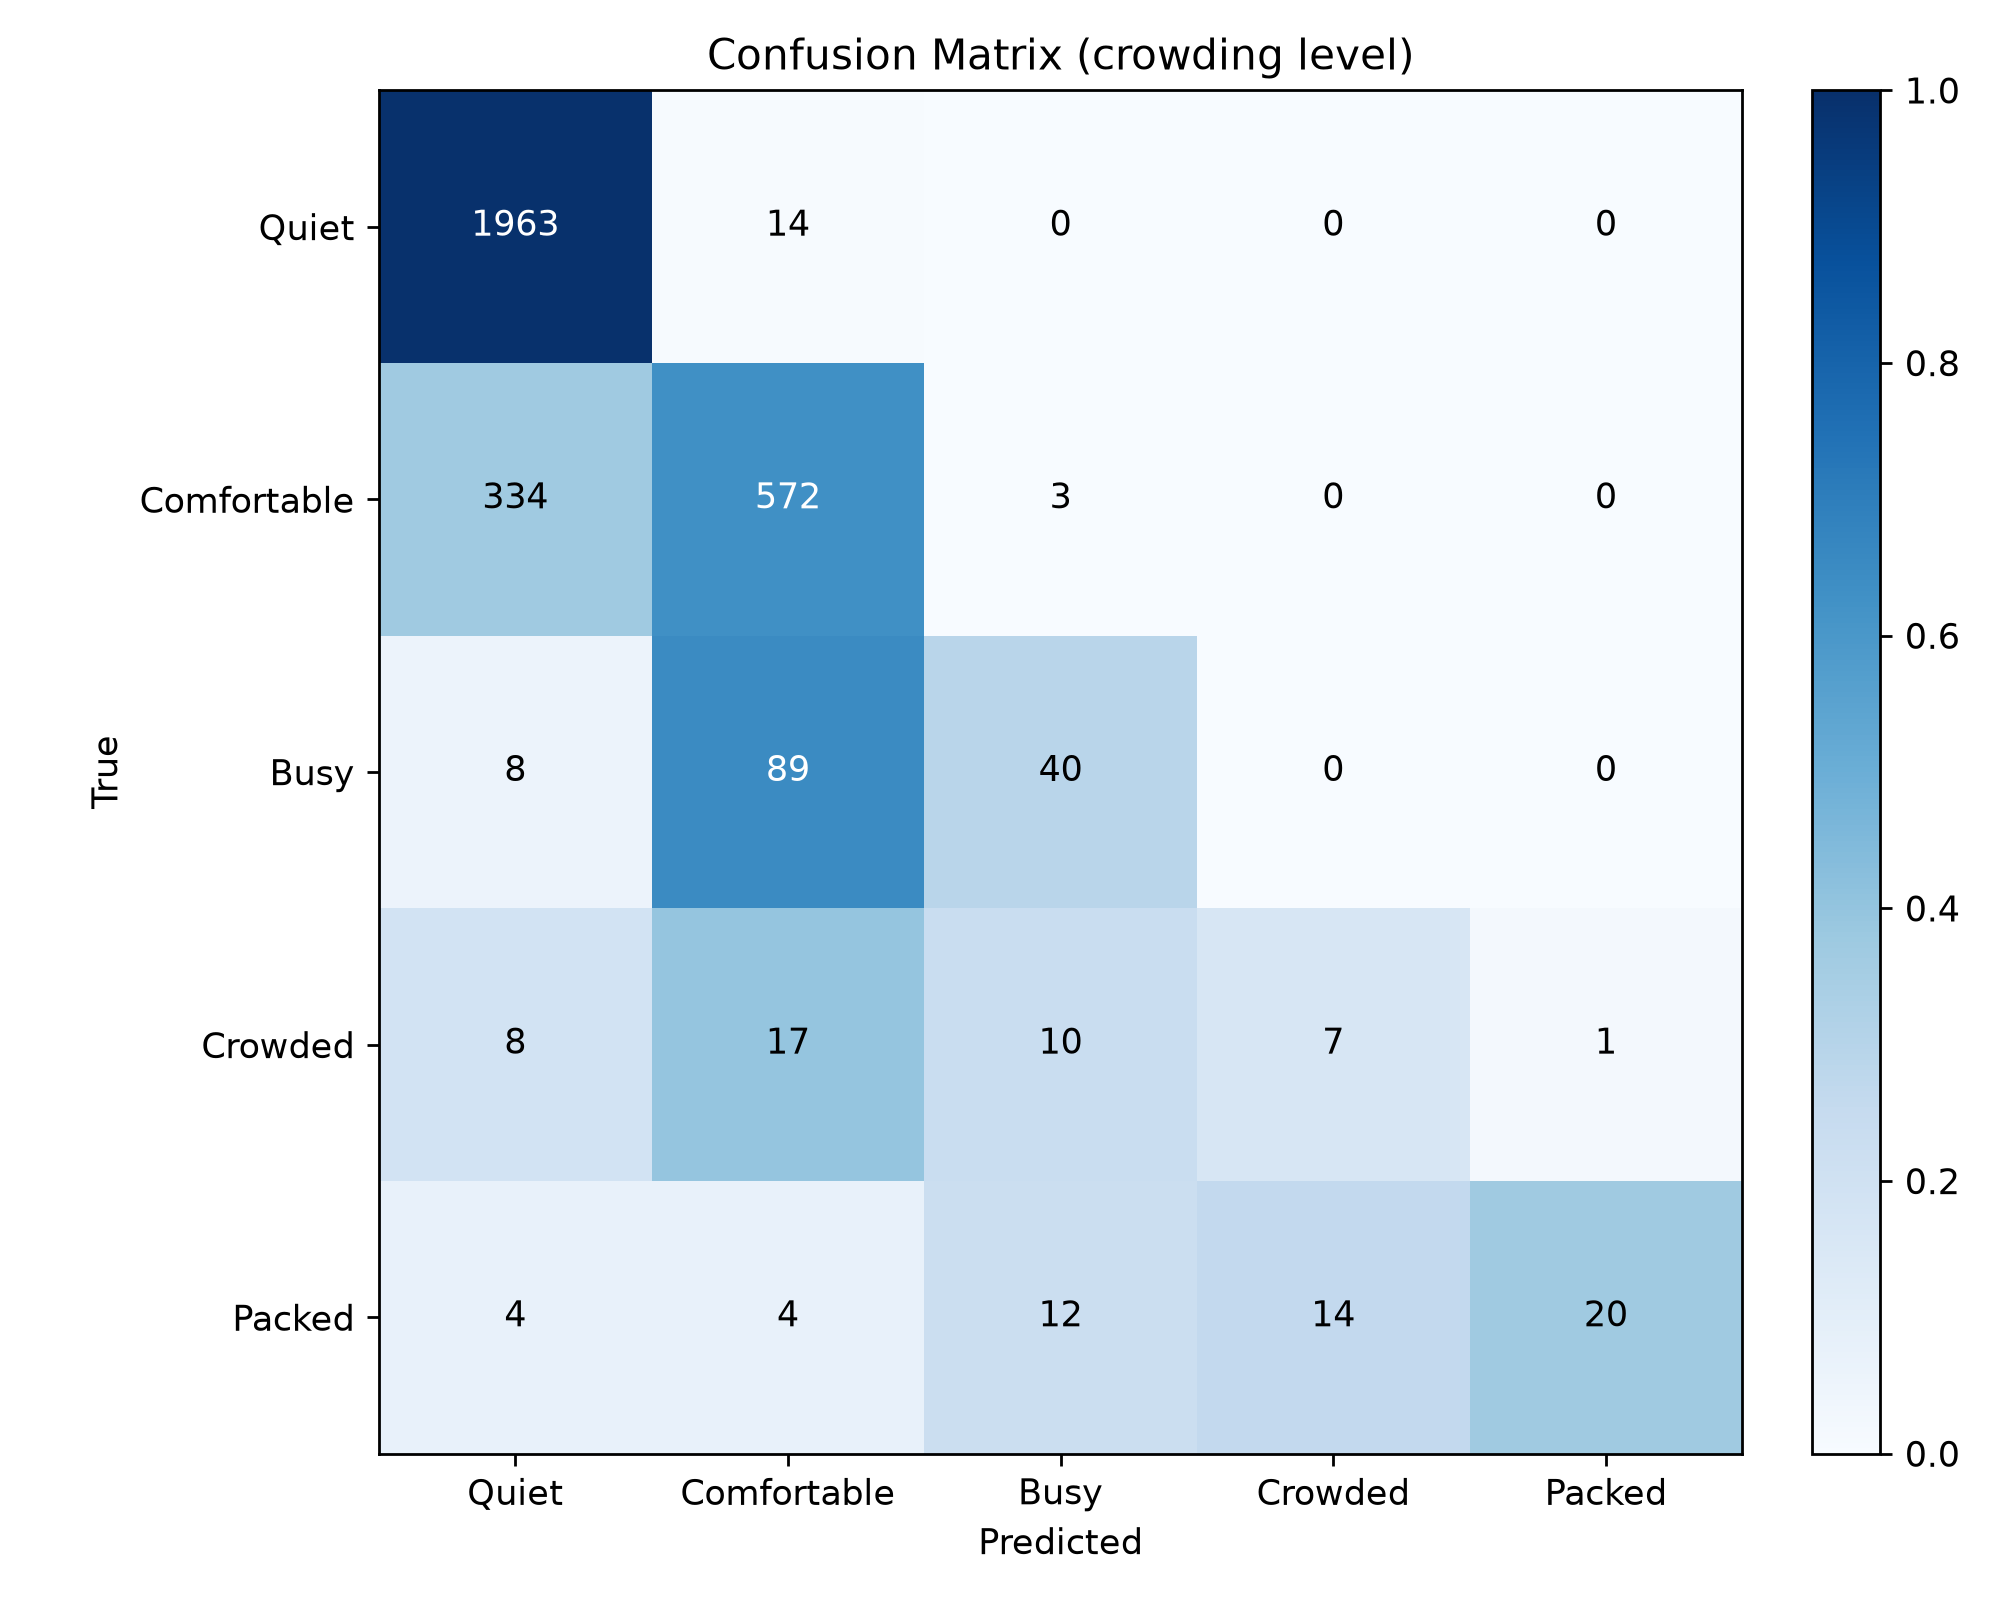 Confusion Matrix (crowding level)
True
Quiet 1963 14 0 0 0
Comfortable 334 572 3 0 0
Busy 8 89 40 0 0
Crowded 8 17 10 7 1
Packed 4 4 12 14 20
Quiet Comfortable Busy Crowded Packed
Predicted
1.0
0.8
0.6
0.4
0.2
0.0